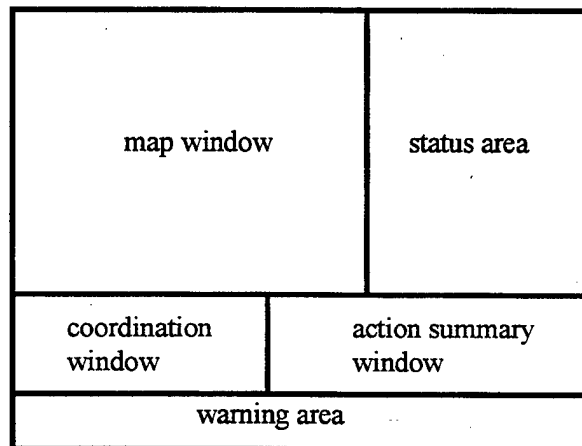 map window
status area
coordination
window
action summary
window
warning area